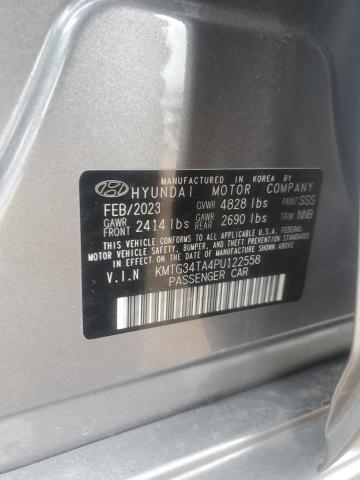 MANUFACTURED IN KOREA BY
HYUNDAI MOTOR COMPANY
FEB/2023 GVWR 4828 lbs PAINT SSS
GAWR FRONT 2414 lbs GAWR REAR 2690 lbs TRIM NNB
THIS VEHICLE CONFORMS TO ALL APPLICABLE FEDERAL
MOTOR VEHICLE SAFETY, BUMPER, AND THEFT PREVENTION
STANDARDS IN EFFECT ON THE DATE OF MANUFACTURE SHOWN ABOVE.
V.I.N KMTG34TA4PU122558
PASSENGER CAR